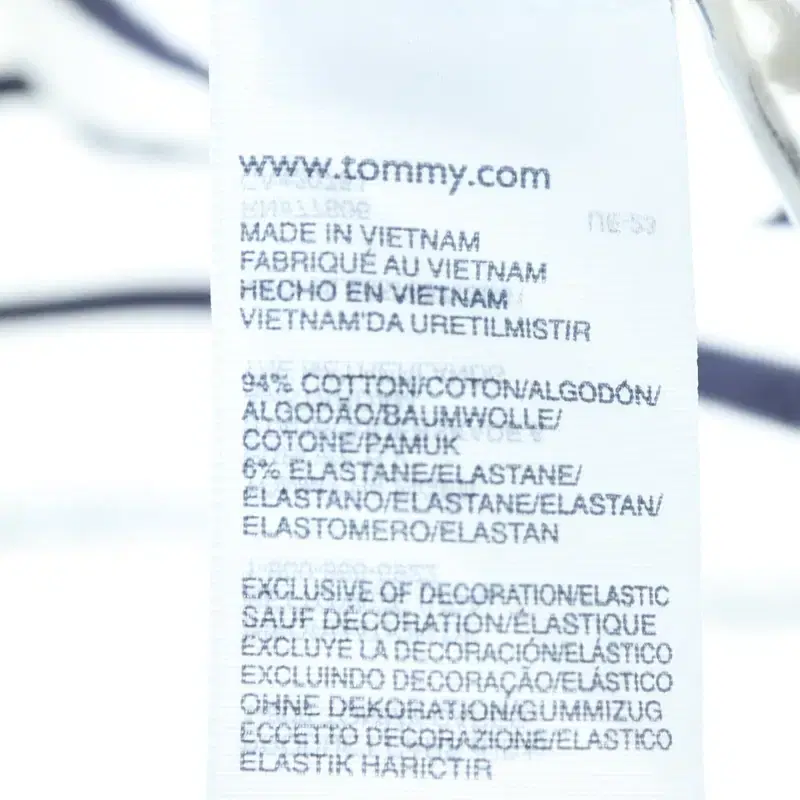 www.tommy.com
MADE IN VIETNAM
FABRIQUÉ AU VIETNAM
HECHO EN VIETNAM
VIETNAM'DA URETILMISTIR
94% COTTON/COTON/ALGODÓN/
ALGODÃO/BAUMWOLLE/
COTONE/PAMUK
6% ELASTANE/ELASTANE/
ELASTANO/ELASTANE/ELASTAN/
ELASTOMERO/ELASTAN
EXCLUSIVE OF DECORATION/ELASTIC
SAUF DÉCORATION/ÉLASTIQUE
EXCLUYE LA DECORACIÓN/ELÁSTICO
EXCLUINDO DECORAÇÃO/ELÁSTICO
OHNE DEKORATION/GUMMIZUG
ECCETTO DECORAZIONE/ELASTICO
ELASTIK HARICTIR